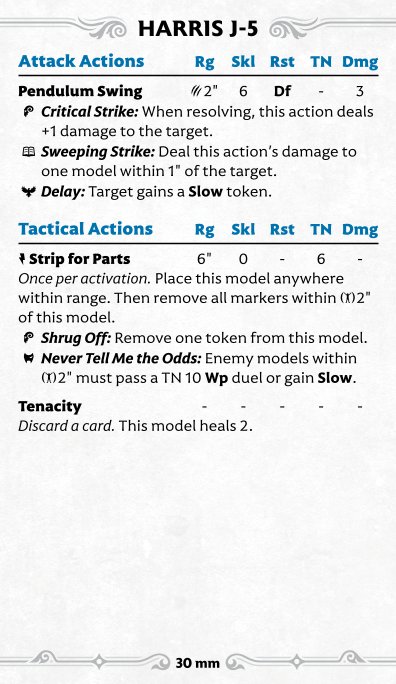 HARRIS J-5
Attack Actions Rg Skl Rst TN Dmg
Pendulum Swing 2" 6 Df - 3
Critical Strike: When resolving, this action deals
+1 damage to the target.
Sweeping Strike: Deal this action's damage to
one model within 1" of the target.
Delay: Target gains a Slow token.
Tactical Actions Rg Skl Rst TN Dmg
Strip for Parts 6" 0 - 6 -
Once per activation. Place this model anywhere
within range. Then remove all markers within 2"
of this model.
Shrug Off: Remove one token from this model.
Never Tell Me the Odds: Enemy models within
2" must pass a TN 10 Wp duel or gain Slow.
Tenacity - - - - -
Discard a card. This model heals 2.
30 mm